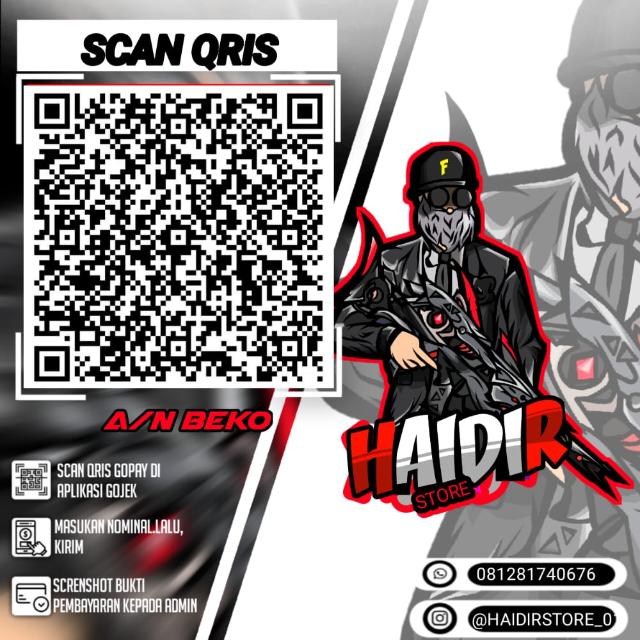 SCAN QRIS
A/N BEKO
SCAN QRIS GOPAY DI
APLIKASI GOJEK
MASUKAN NOMINAL.LALU,
KIRIM
SCRENSHOT BUKTI
PEMBAYARAN KEPADA ADMIN
F
HAIDIR
STORE
081281740676
@HAIDIRSTORE_0